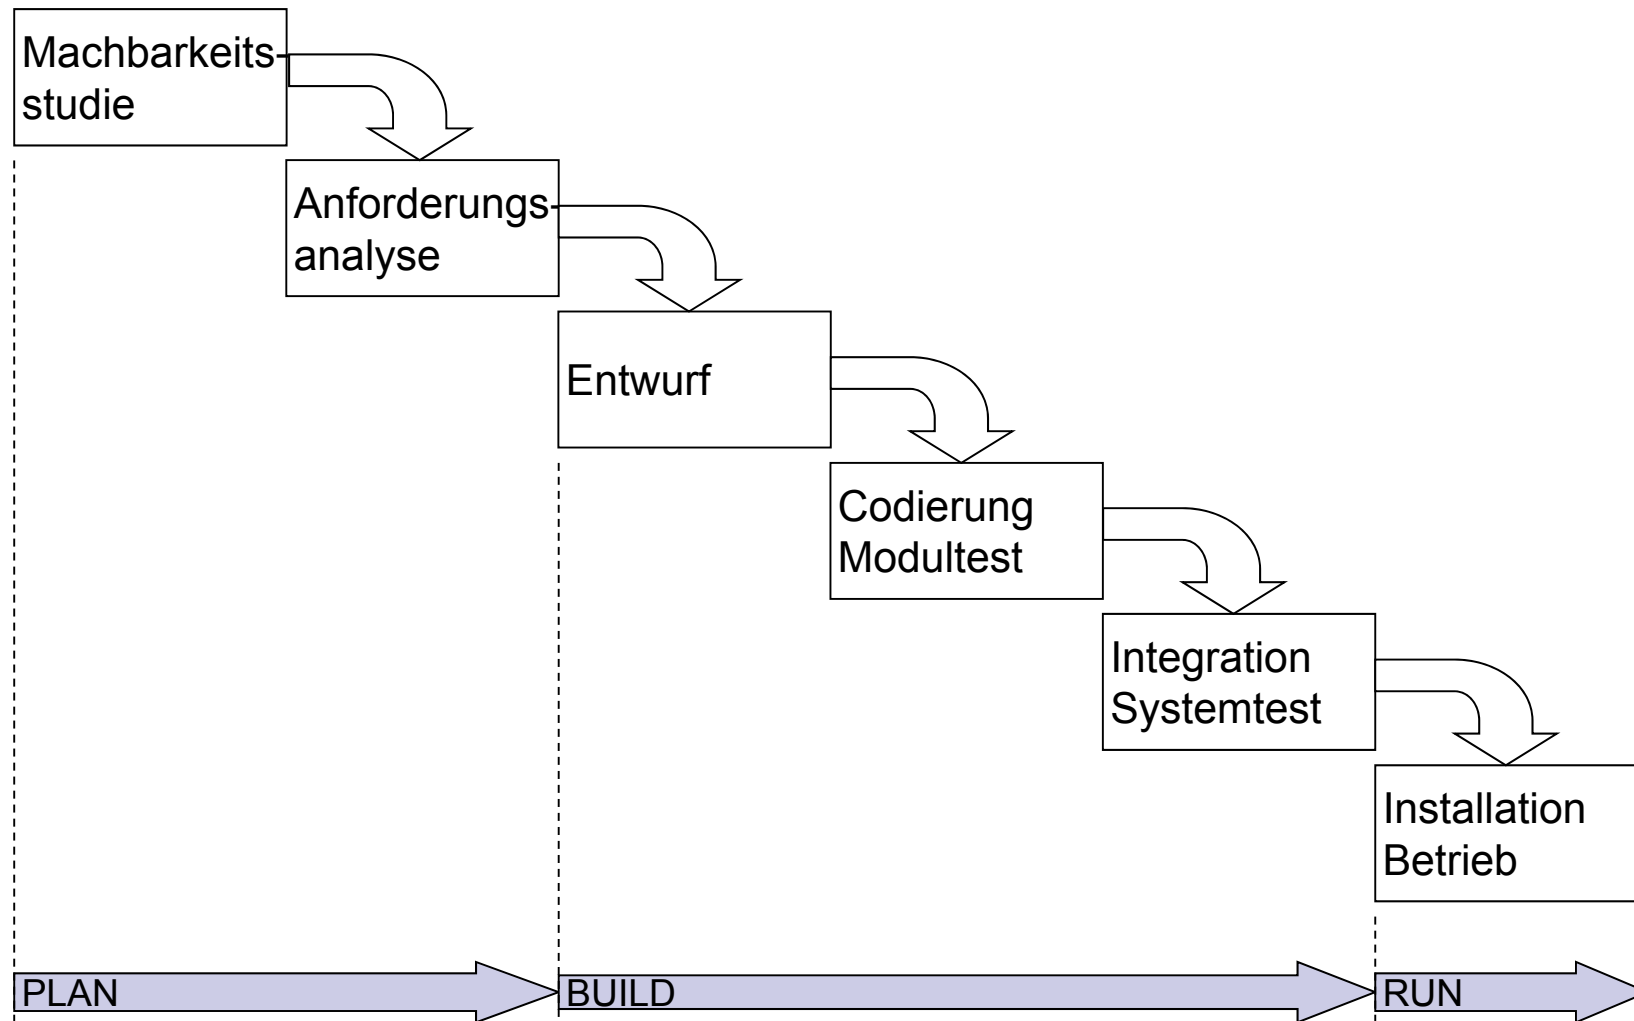 Machbarkeits-
studie
Anforderungs-
analyse
Entwurf
Codierung
Modultest
Integration
Systemtest
Installation
Betrieb
PLAN
BUILD
RUN